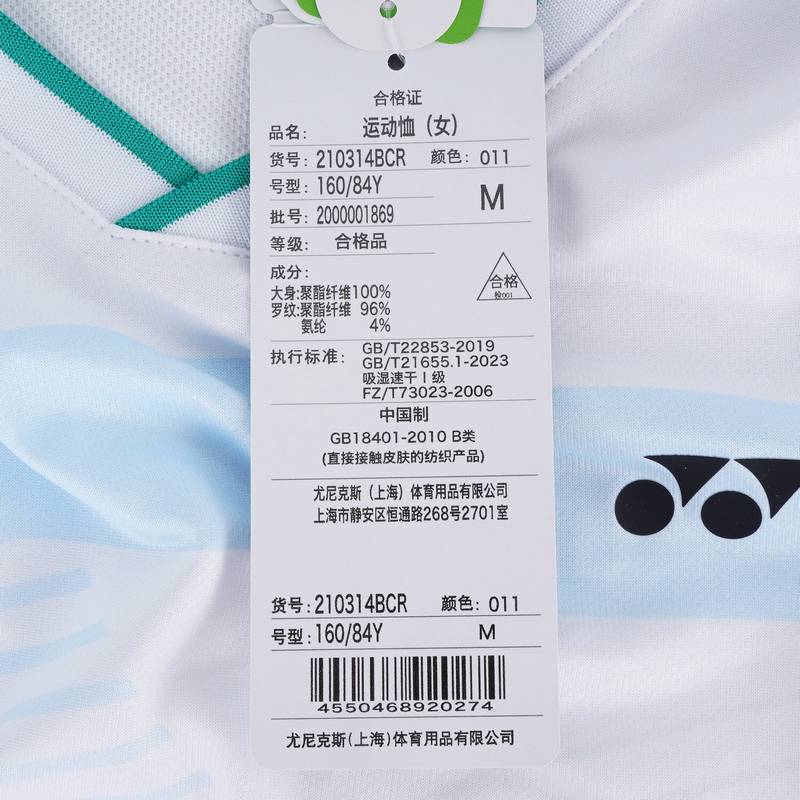 合格证
品名: 运动恤（女）
货号: 210314BCR 颜色: 011
号型: 160/84Y M
批号: 2000001869
等级: 合格品
成分:
大身:聚酯纤维100%
罗纹:聚酯纤维 96%
氨纶 4%
合格
检001
执行标准: GB/T22853-2019
GB/T21655.1-2023
吸湿速干Ⅰ级
FZ/T73023-2006
中国制
GB18401-2010 B类
(直接接触皮肤的纺织产品)
尤尼克斯（上海）体育用品有限公司
上海市静安区恒通路268号2701室
货号: 210314BCR 颜色: 011
号型: 160/84Y M
4550468920274
尤尼克斯(上海)体育用品有限公司